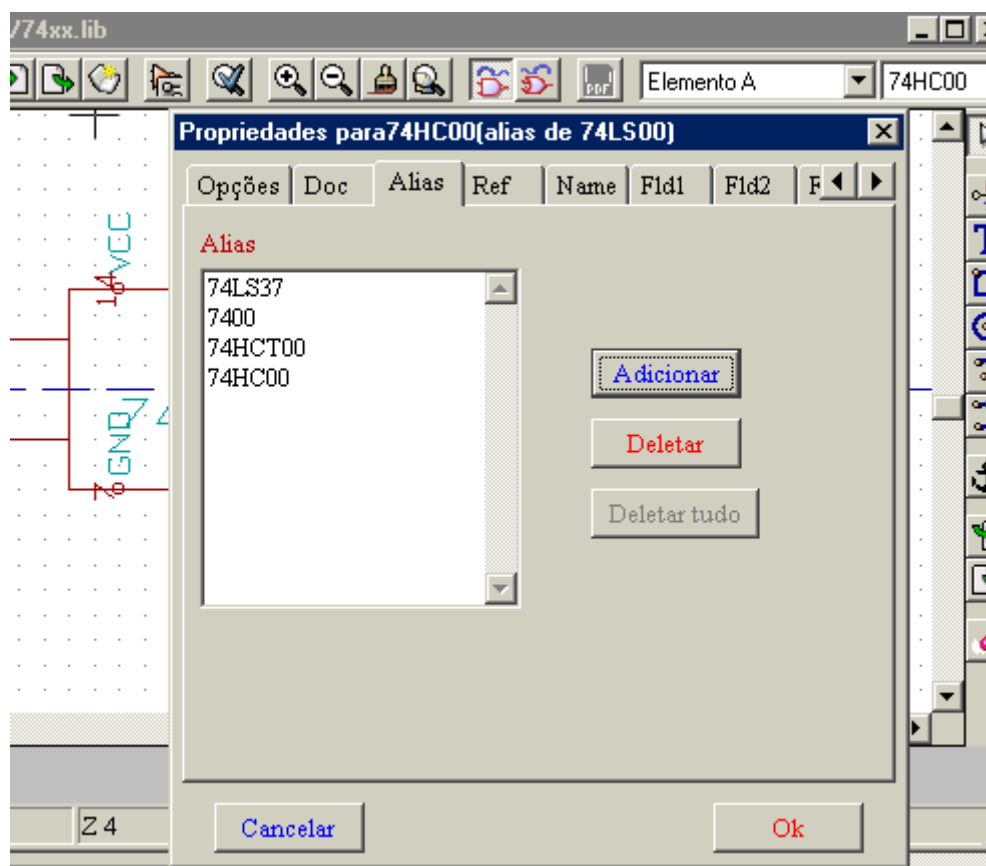 /74xx.lib
PDF
Elemento A
74HC00
Propriedades para74HC00(alias de 74LS00)
Opções
Doc
Alias
Ref
Name
Fld1
Fld2
Alias
74LS37
7400
74HCT00
74HC00
Adicionar
Deletar
Deletar tudo
VCC
14
GND
7
Z 4
Cancelar
Ok